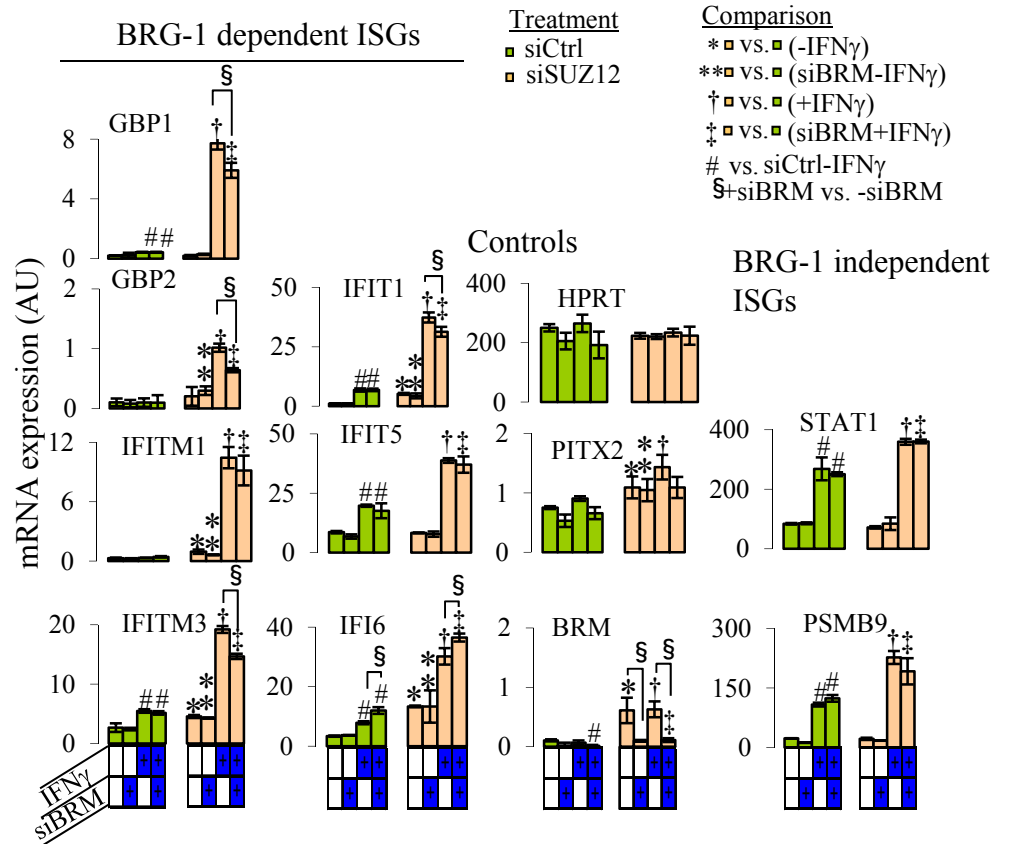 BRG-1 dependent ISGs
Treatment
siCtrl
siSUZ12
Comparison
* vs. (-IFNγ)
** vs. (siBRM-IFNγ)
† vs. (+IFNγ)
‡ vs. (siBRM+IFNγ)
# vs. siCtrl-IFNγ
§+siBRM vs. -siBRM
mRNA expression (AU)
GBP1
8
4
2
0
##
†
‡
§
GBP2
2
1
0
**
†
‡
§
IFITM1
12
6
0
**
*
†
‡
IFITM3
20
10
5
0
# #
*
**
†
‡
§
IFIT1
50
25
0
##
*
**
†
‡
§
IFIT5
50
25
0
# #
† ‡
IFI6
40
20
0
# #
§
*
**
†
‡
§
Controls
HPRT
400
200
0
PITX2
2
1
0
*
**
†
BRM
2
1
0
#
*
§
†
‡
§
BRG-1 independent
ISGs
STAT1
400
200
0
# #
† ‡
PSMB9
300
150
0
# #
† ‡
IFNγ
+ + + + + + + + + + + + + + + +
siBRM
+ + + + + + + + + + + + + + + +